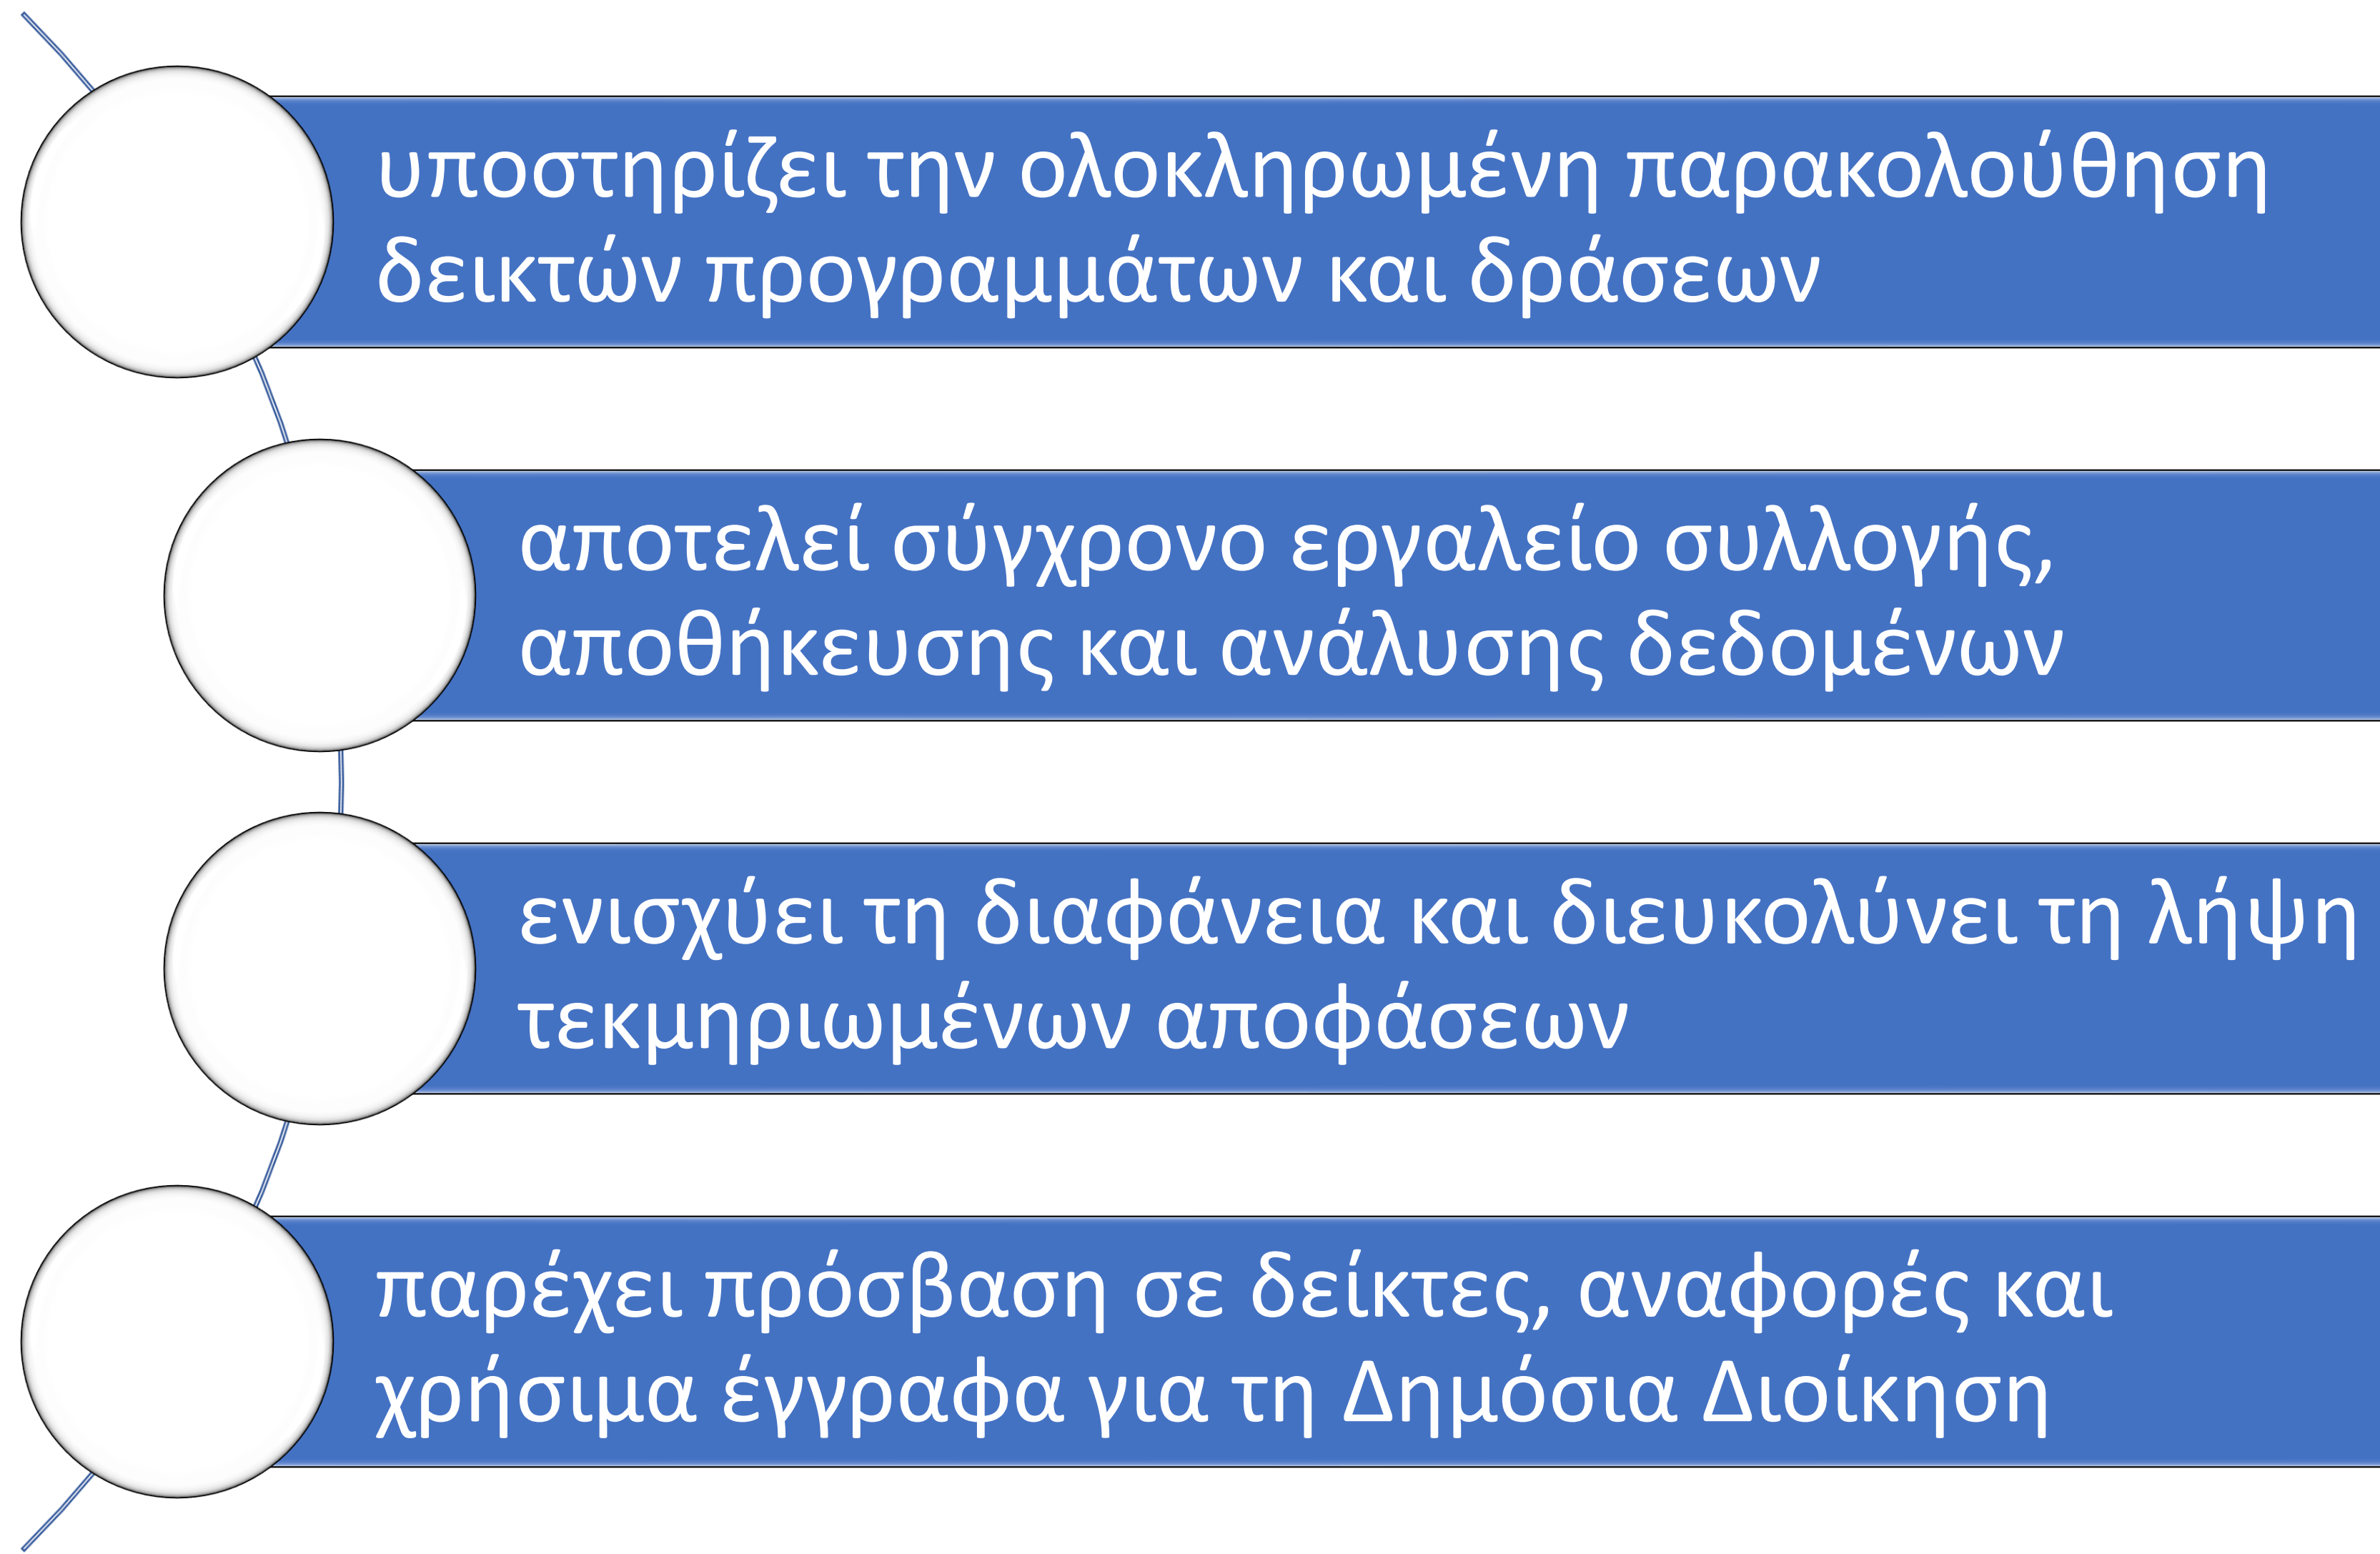 υποστηρίζει την ολοκληρωμένη παρακολούθηση
δεικτών προγραμμάτων και δράσεων
αποτελεί σύγχρονο εργαλείο συλλογής,
αποθήκευσης και ανάλυσης δεδομένων
ενισχύει τη διαφάνεια και διευκολύνει τη λήψη
τεκμηριωμένων αποφάσεων
παρέχει πρόσβαση σε δείκτες, αναφορές και
χρήσιμα έγγραφα για τη Δημόσια Διοίκηση